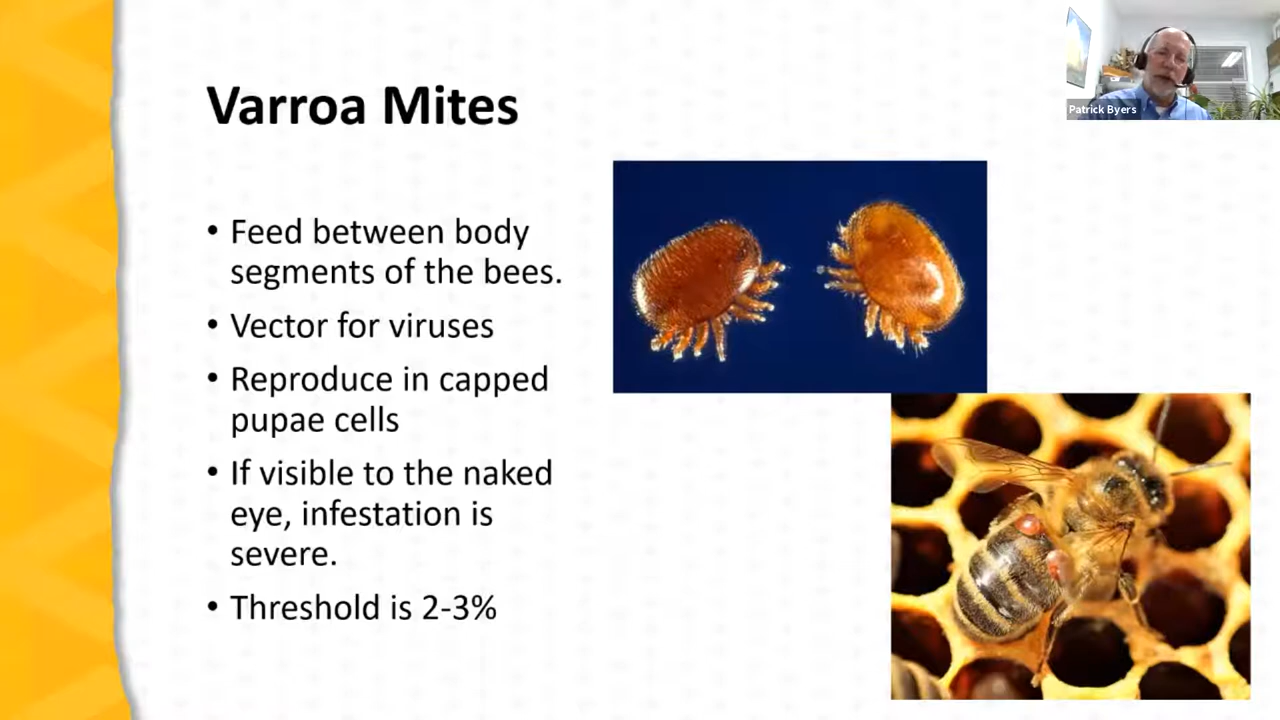 Varroa Mites
• Feed between body
segments of the bees.
• Vector for viruses
• Reproduce in capped
pupae cells
• If visible to the naked
eye, infestation is
severe.
• Threshold is 2-3%
Patrick Byers